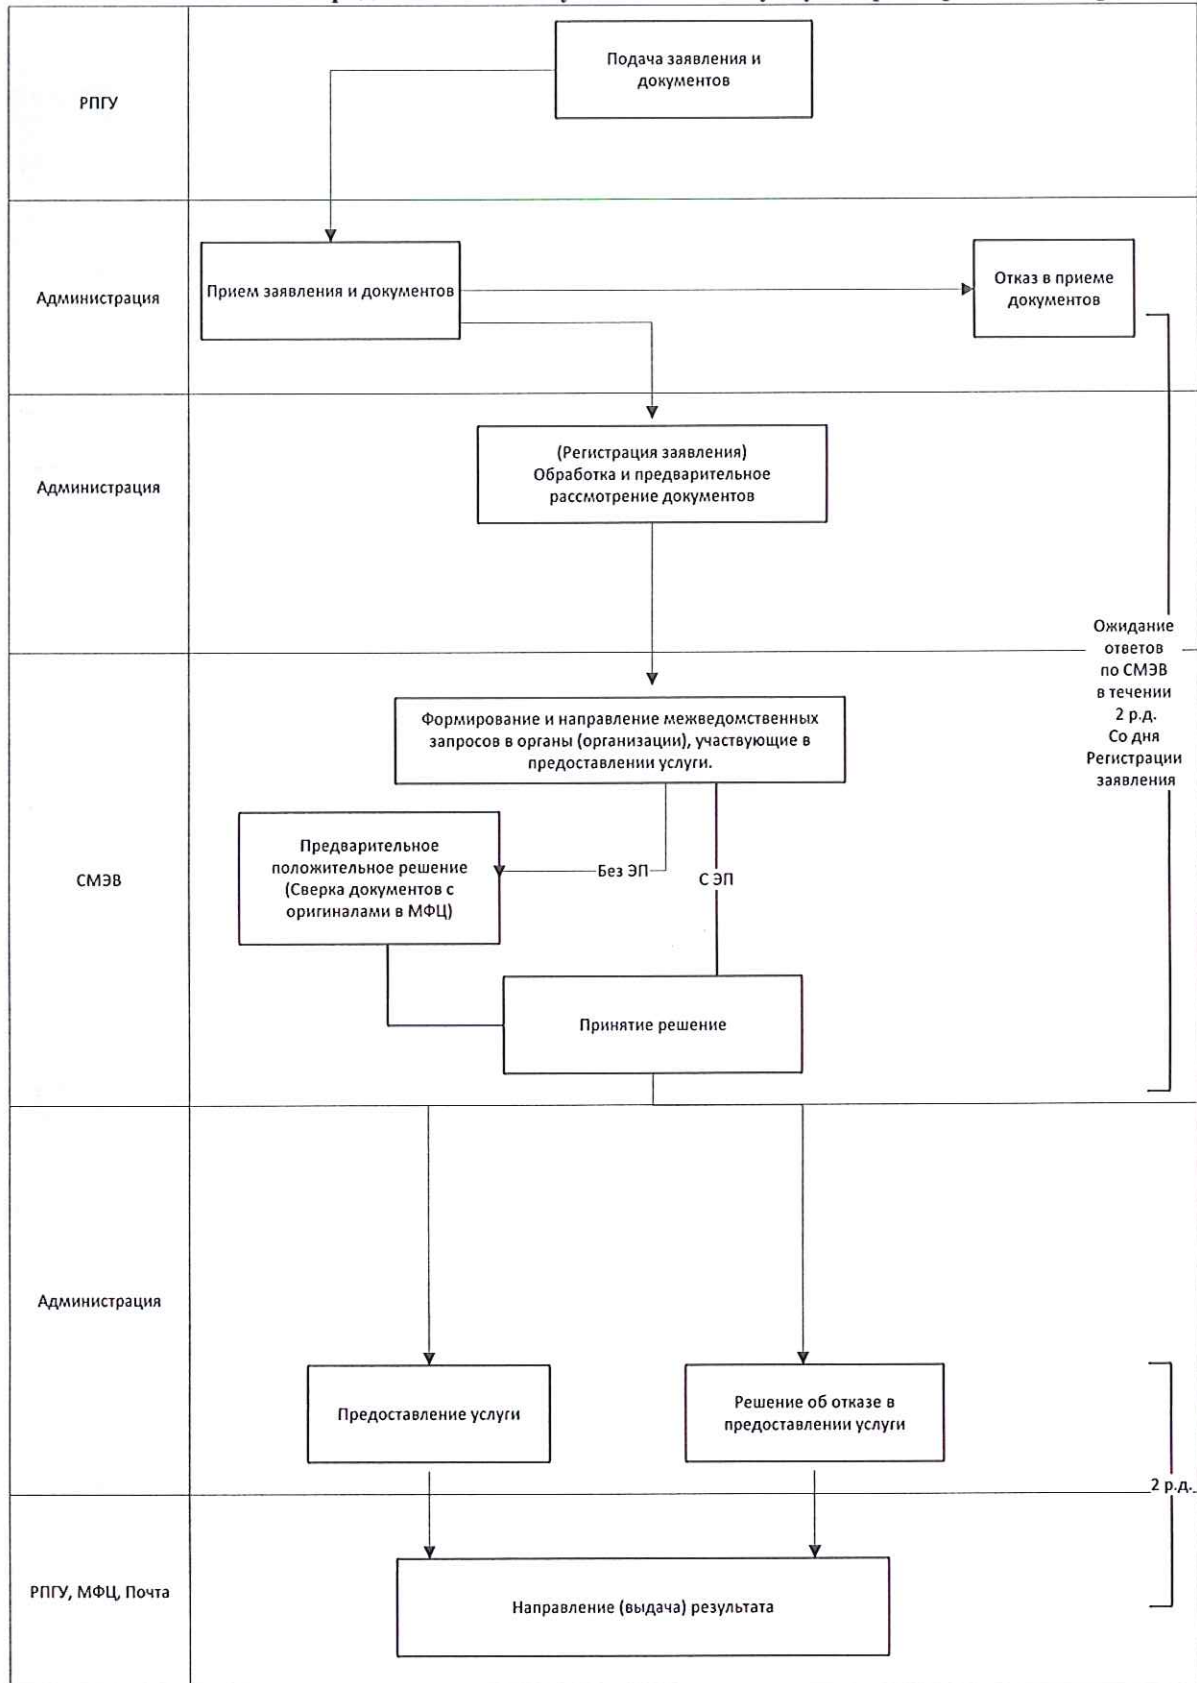 РПГУ
Подача заявления и
документов
Администрация
Прием заявления и документов
Отказ в приеме
документов
Администрация
(Регистрация заявления)
Обработка и предварительное
рассмотрение документов
Ожидание
ответов
по СМЭВ
в течении
2 р.д.
Со дня
Регистрации
заявления
СМЭВ
Формирование и направление межведомственных
запросов в органы (организации), участвующие в
предоставлении услуги.
Предварительное
положительное решение
(Сверка документов с
оригиналами в МФЦ)
Без ЭП
С ЭП
Принятие решение
Администрация
Предоставление услуги
Решение об отказе в
предоставлении услуги
2 р.д.
РПГУ, МФЦ, Почта
Направление (выдача) результата